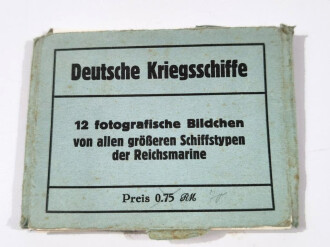 Deutsche Kriegsschiffe
12 fotografische Bildchen
von allen größeren Schiffstypen
der Reichsmarine
Preis 0.75 RM